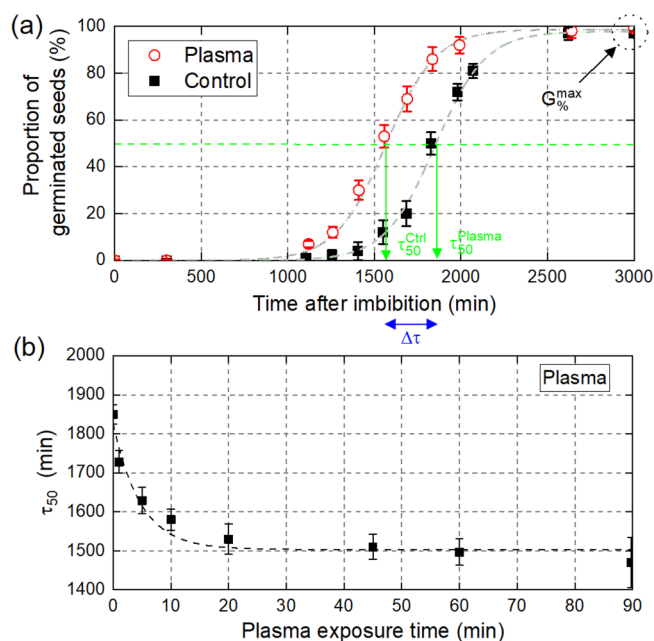 (a)
Proportion of
germinated seeds (%)
100
80
60
40
20
0
Plasma
Control
G%max
τ50Ctrl
τ50Plasma
0 500 1000 1500 2000 2500 3000
Time after imbibition (min)
Δτ
(b)
τ50 (min)
2000
1900
1800
1700
1600
1500
1400
Plasma
0 10 20 30 40 50 60 70 80 90
Plasma exposure time (min)